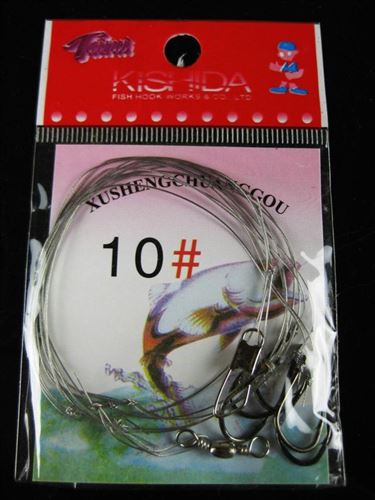 KISHIDA
FISH HOOK WORKS & CO., LTD
XUSHENGCHUANGGOU
10#